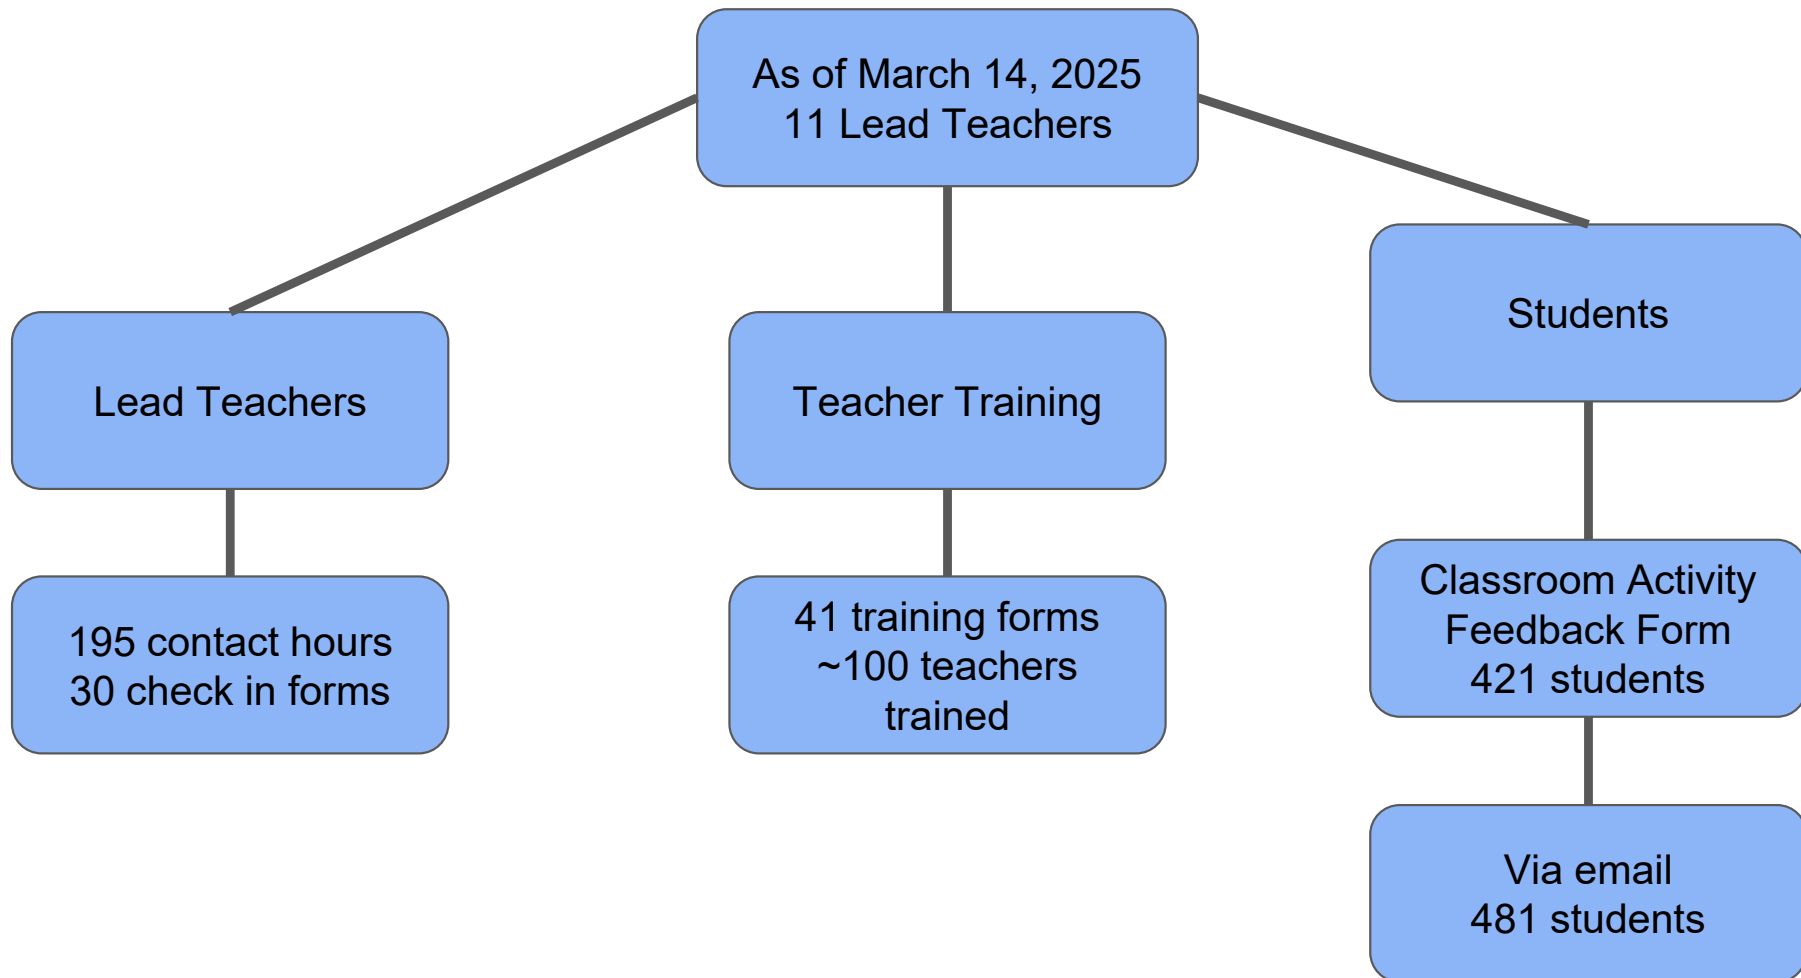 As of March 14, 2025
11 Lead Teachers
Lead Teachers
195 contact hours
30 check in forms
Teacher Training
41 training forms
~100 teachers
trained
Students
Classroom Activity
Feedback Form
421 students
Via email
481 students